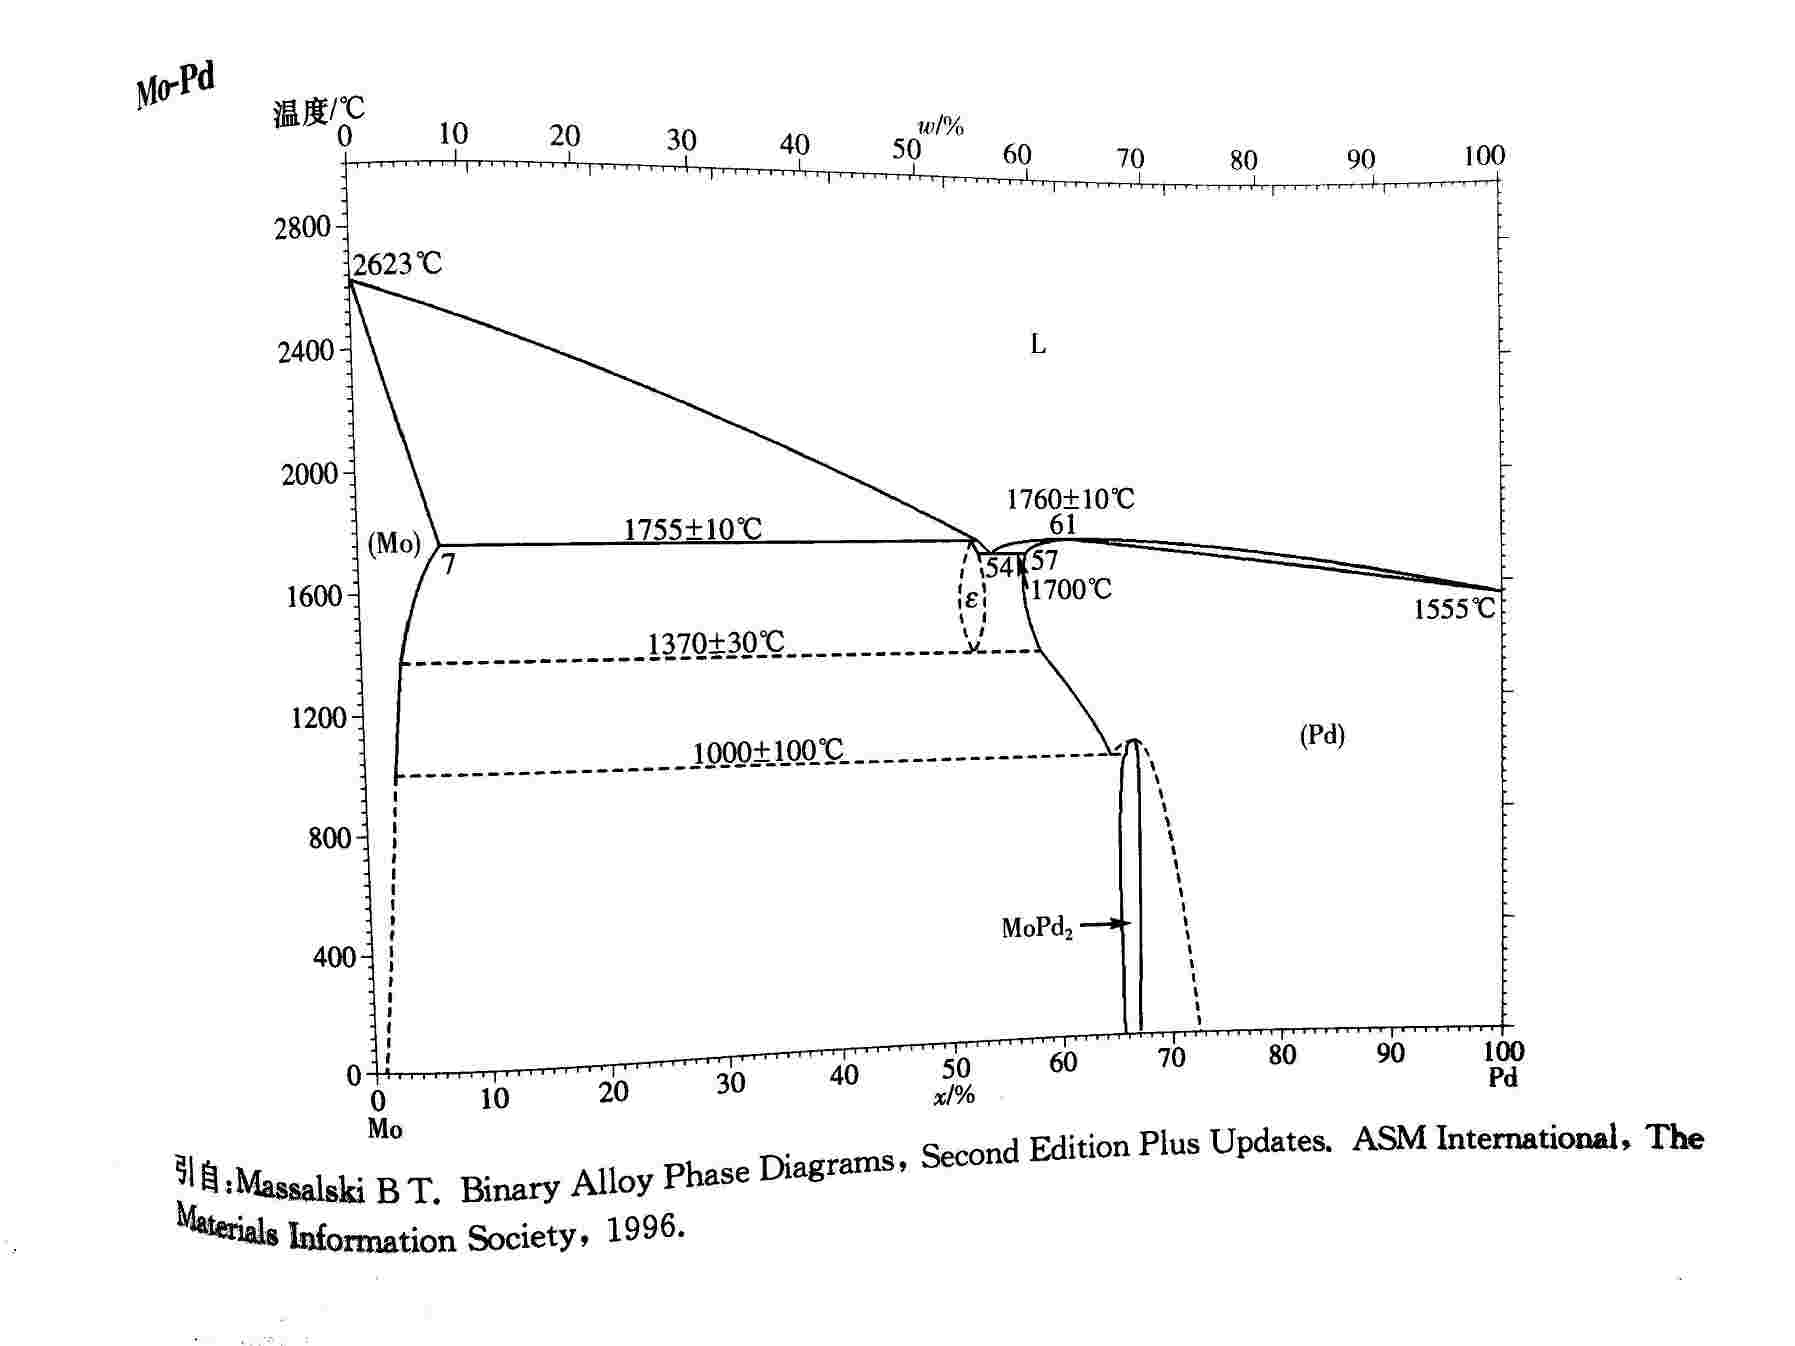 Mo-Pd
温度/℃
w/%
0 10 20 30 40 50 60 70 80 90 100
2800
2623℃
2400
L
2000
1760±10℃
61
1755±10℃
(Mo)
7
54
57
1600
ε
1700℃
1555℃
1370±30℃
1200
(Pd)
1000±100℃
800
MoPd₂
400
0
0 10 20 30 40 50 60 70 80 90 100
Mo
x/%
Pd
引自:Massalski B T. Binary Alloy Phase Diagrams, Second Edition Plus Updates. ASM International, The
Materials Information Society, 1996.